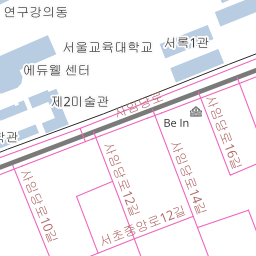 연구강의동
서울교육대학교
서록1관
에듀웰 센터
제2미술관
학관
사임당로
Be In
사임당로16길
사임당로10길
사임당로12길
사임당로14길
서초중앙로12길